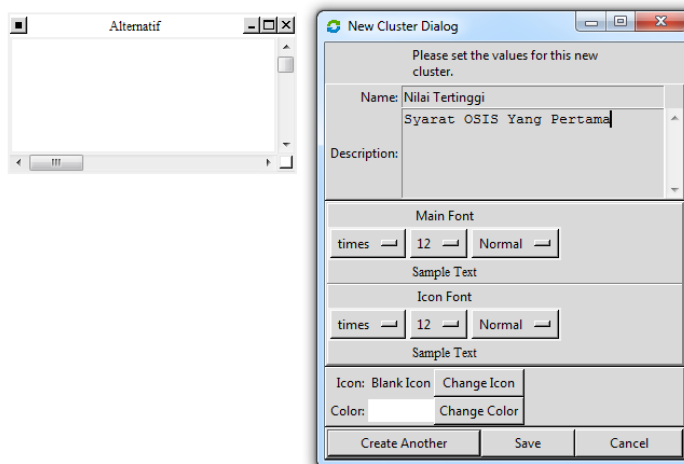 Alternatif
New Cluster Dialog
Please set the values for this new
cluster.
Name: Nilai Tertinggi
Description: Syarat OSIS Yang Pertama
Main Font
times 12 Normal
Sample Text
Icon Font
times 12 Normal
Sample Text
Icon: Blank Icon Change Icon
Color: Change Color
Create Another Save Cancel